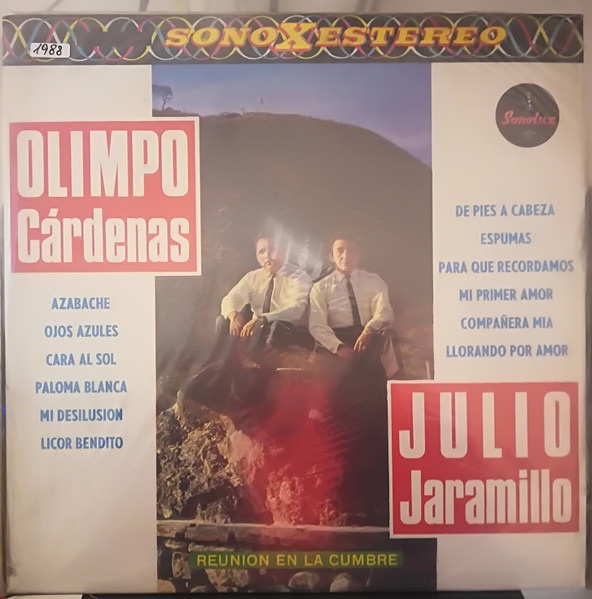 1988
SONOXESTEREO
Sonolux
OLIMPO
Cárdenas
AZABACHE
OJOS AZULES
CARA AL SOL
PALOMA BLANCA
MI DESILUSION
LICOR BENDITO
DE PIES A CABEZA
ESPUMAS
PARA QUE RECORDAMOS
MI PRIMER AMOR
COMPAÑERA MIA
LLORANDO POR AMOR
JULIO
Jaramillo
REUNION EN LA CUMBRE